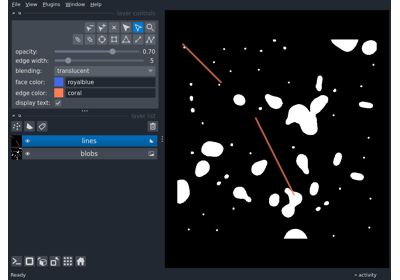 File View Plugins Window Help
layer controls
opacity: 0.70
edge width: 5
blending: translucent
face color: royalblue
edge color: coral
display text:
layer list
lines
blobs
Ready
activity